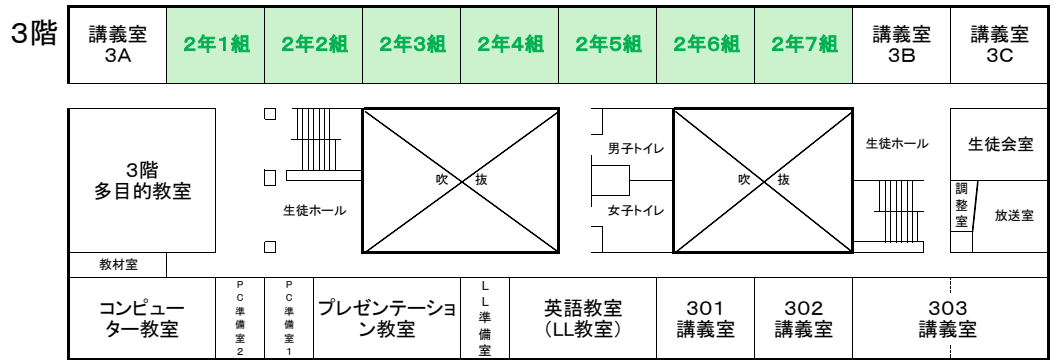 3階
講義室
3A
2年1組
2年2組
2年3組
2年4組
2年5組
2年6組
2年7組
講義室
3B
講義室
3C
3階
多目的教室
生徒ホール
吹 抜
男子トイレ
女子トイレ
吹 抜
生徒ホール
生徒会室
調整室
放送室
教材室
コンピュー
ター教室
PC準備室2
PC準備室1
プレゼンテーショ
ン教室
LL準備室
英語教室
(LL教室)
301
講義室
302
講義室
303
講義室